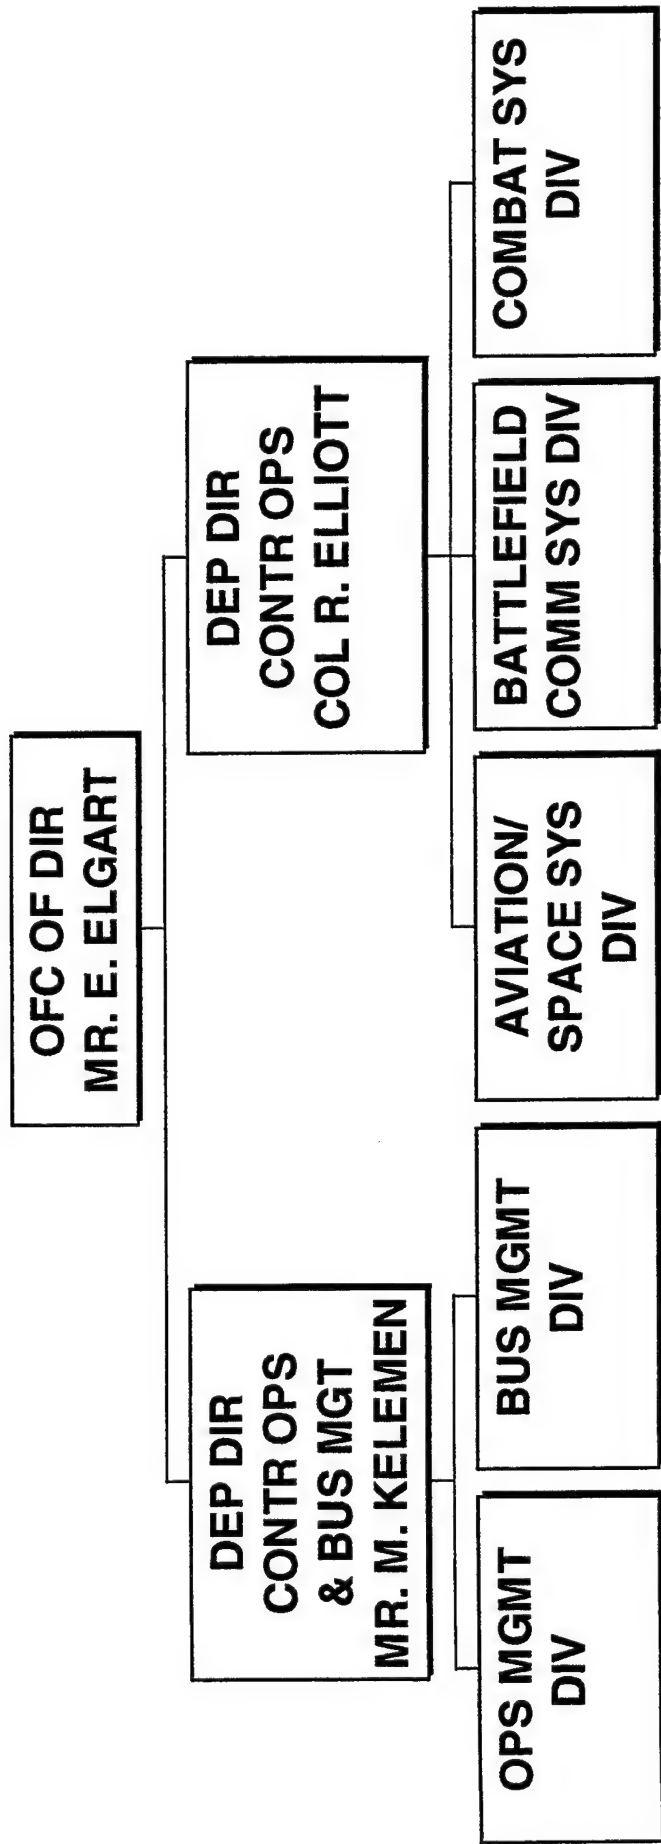 OFC OF DIR
MR. E. ELGART
DEP DIR
CONTR OPS
& BUS MGT
MR. M. KELEMEN
DEP DIR
CONTR OPS
COL R. ELLIOTT
OPS MGMT
DIV
BUS MGMT
DIV
AVIATION/
SPACE SYS
DIV
BATTLEFIELD
COMM SYS DIV
COMBAT SYS
DIV